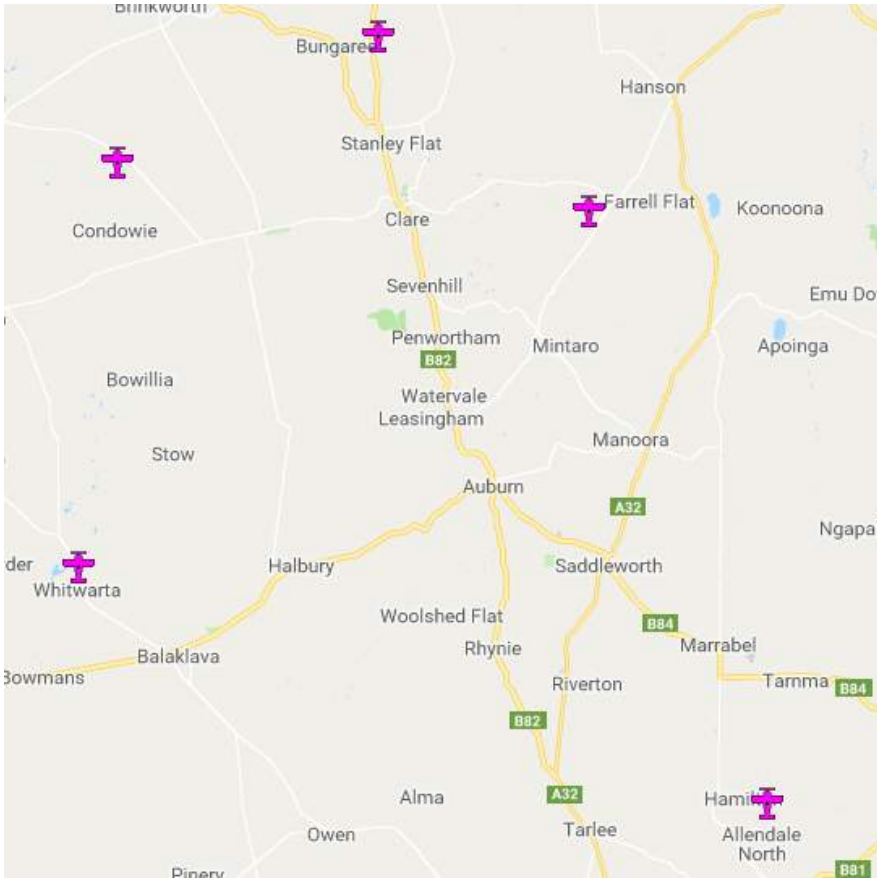 Brinkworth
Bungaree
Hanson
Stanley Flat
Farrell Flat
Koonoona
Clare
Condowie
Sevenhill
Emu Do
Penwortham
Mintaro
Apoinga
B82
Bowillia
Watervale
Leasingham
Manoora
Stow
Auburn
A32
Ngapa
der
Halbury
Saddleworth
Whitwarta
Woolshed Flat
B84
Rhynie
Marrabel
Balaklava
Bowmans
Riverton
Tarnma
B84
B82
Alma
A32
Hamil
Owen
Tarlee
Allendale
North
Pinery
B81